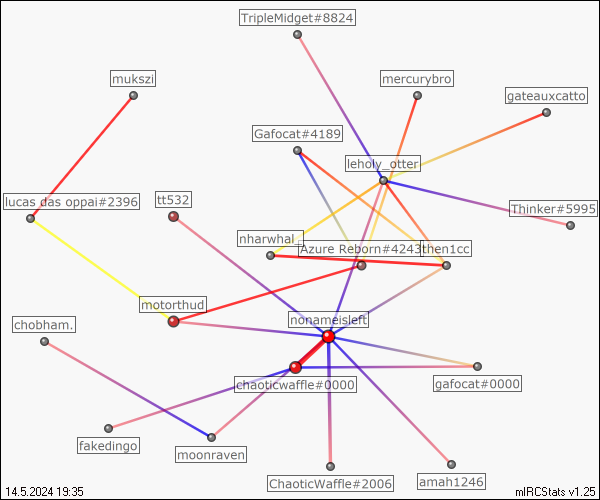 TripleMidget#8824
mukszi
mercurybro
gateauxcatto
Gafocat#4189
leholy_otter
lucas das oppai#2396
tt532
Thinker#5995
nharwhal_
Azure Reborn#4243
then1cc
motorthud
nonameisleft
chobham.
chaoticwaffle#0000
gafocat#0000
fakedingo
moonraven
ChaoticWaffle#2006
amah1246
14.5.2024 19:35
mIRCStats v1.25